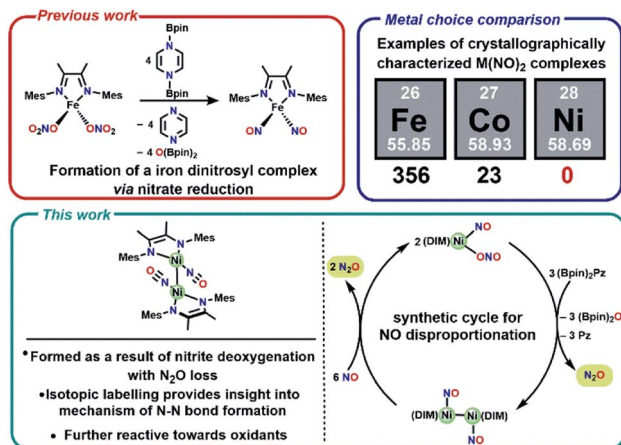 Previous work
Bpin
N
4
N
Bpin
Mes
N
N
Mes
Fe
O₂NO
ONO₂
– 4
N
N
– 4 O(Bpin)₂
Mes
N
N
Mes
Fe
NO
NO
Formation of a iron dinitrosyl complex
via nitrate reduction
Metal choice comparison
Examples of crystallographically
characterized M(NO)₂ complexes
26
Fe
55.85
27
Co
58.93
28
Ni
58.69
356
23
0
This work
N
N
Mes
Mes
Ni
N
O
O
N
Ni
Mes
N
N
Mes
•Formed as a result of nitrite deoxygenation
with N₂O loss
•Isotopic labelling provides insight into
mechanism of N-N bond formation
• Further reactive towards oxidants
2 N₂O
2 (DIM)Ni
NO
ONO
3 (Bpin)₂Pz
– 3 (Bpin)₂O
– 3 Pz
synthetic cycle for
NO disproportionation
6 NO
N₂O
NO
(DIM)Ni–Ni(DIM)
NO